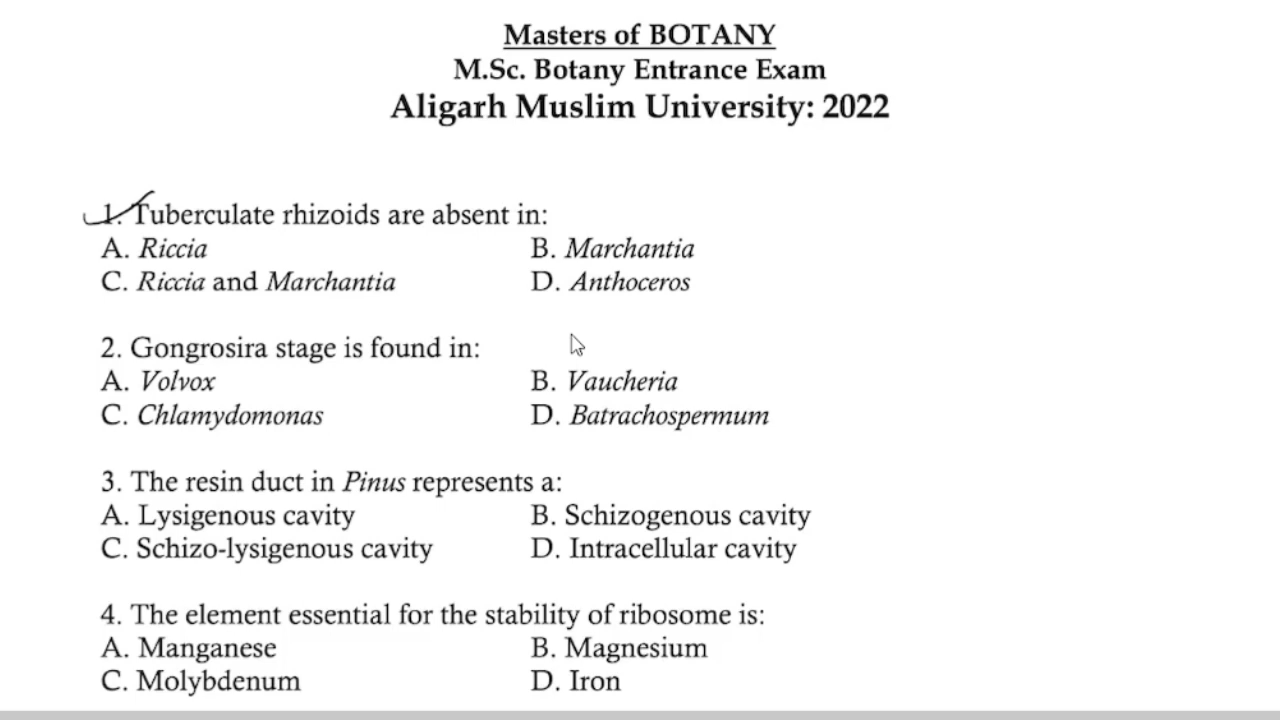 Masters of BOTANY
M.Sc. Botany Entrance Exam
Aligarh Muslim University: 2022
1. Tuberculate rhizoids are absent in:
A. Riccia B. Marchantia
C. Riccia and Marchantia D. Anthoceros
2. Gongrosira stage is found in:
A. Volvox B. Vaucheria
C. Chlamydomonas D. Batrachospermum
3. The resin duct in Pinus represents a:
A. Lysigenous cavity B. Schizogenous cavity
C. Schizo-lysigenous cavity D. Intracellular cavity
4. The element essential for the stability of ribosome is:
A. Manganese B. Magnesium
C. Molybdenum D. Iron